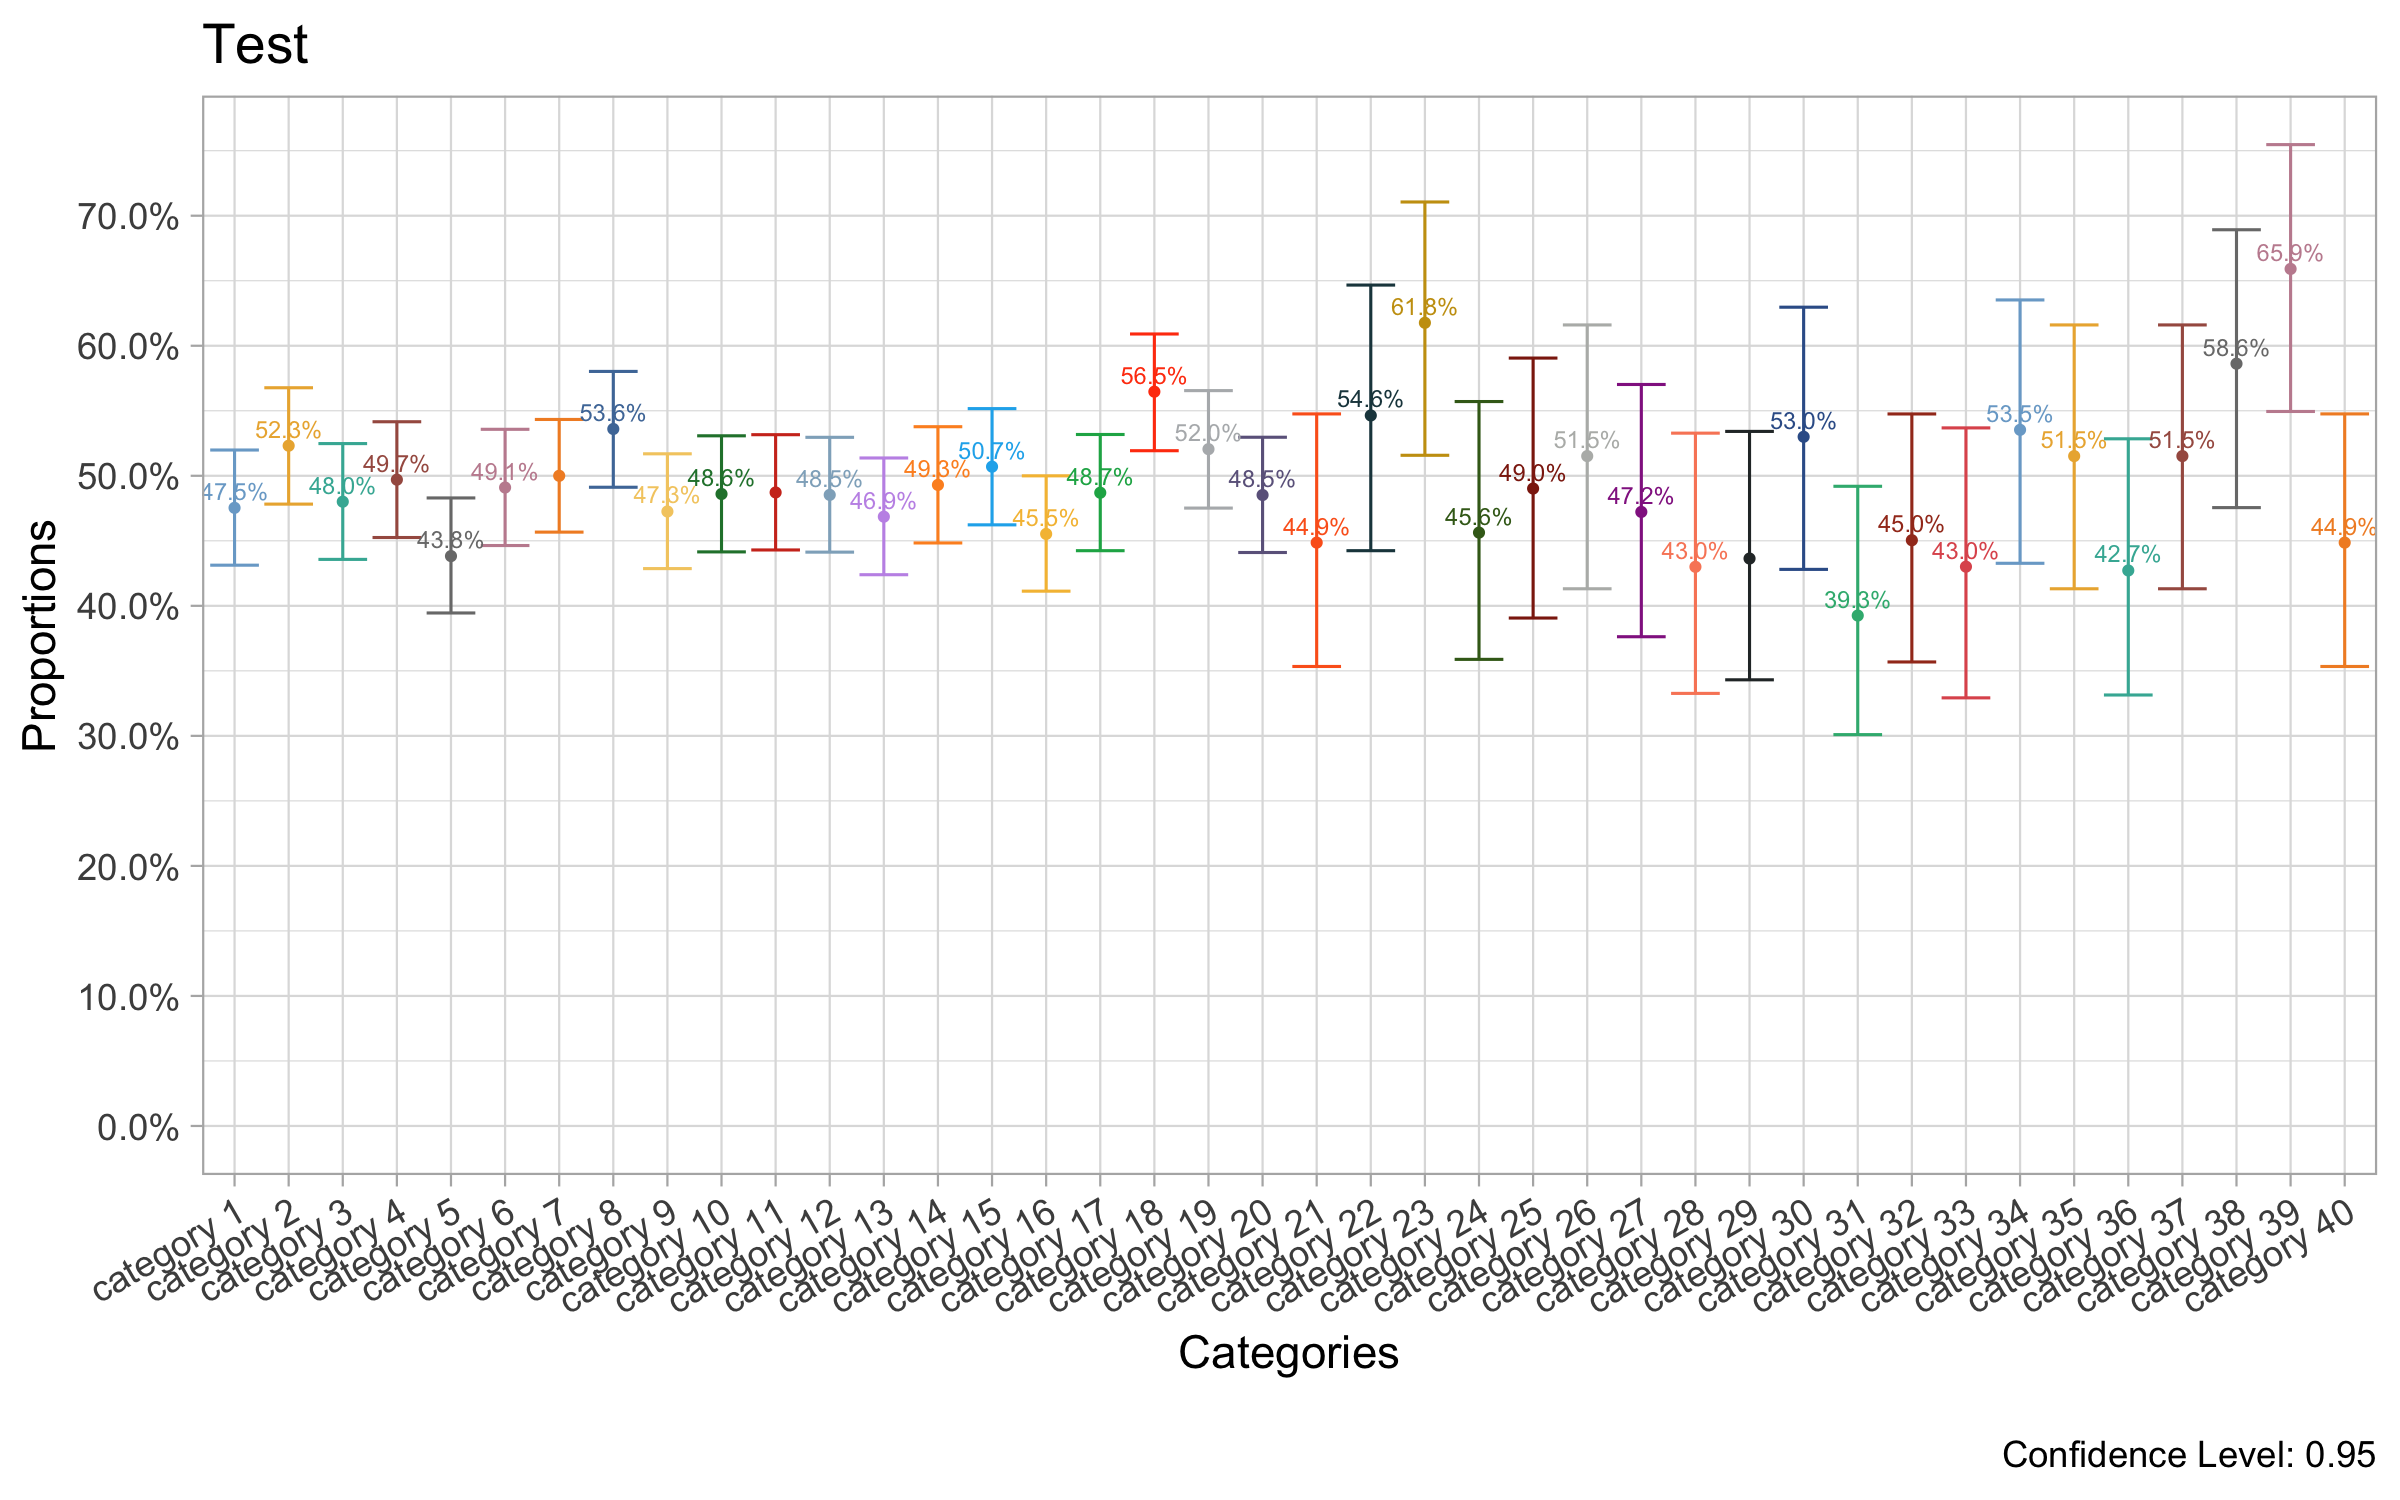 Test
70.0%
60.0%
50.0%
40.0%
30.0%
20.0%
10.0%
0.0%
Proportions
47.5%
52.3%
48.0%
49.7%
43.8%
49.1%
53.6%
47.3%
48.6%
48.5%
46.9%
49.3%
50.7%
45.5%
48.7%
56.5%
52.0%
48.5%
44.9%
54.6%
61.8%
45.6%
49.0%
51.5%
47.2%
43.0%
53.0%
39.3%
45.0%
43.0%
53.5%
51.5%
42.7%
51.5%
58.6%
65.9%
44.9%
category 1
category 2
category 3
category 4
category 5
category 6
category 7
category 8
category 9
category 10
category 11
category 12
category 13
category 14
category 15
category 16
category 17
category 18
category 19
category 20
category 21
category 22
category 23
category 24
category 25
category 26
category 27
category 28
category 29
category 30
category 31
category 32
category 33
category 34
category 35
category 36
category 37
category 38
category 39
category 40
Categories
Confidence Level: 0.95